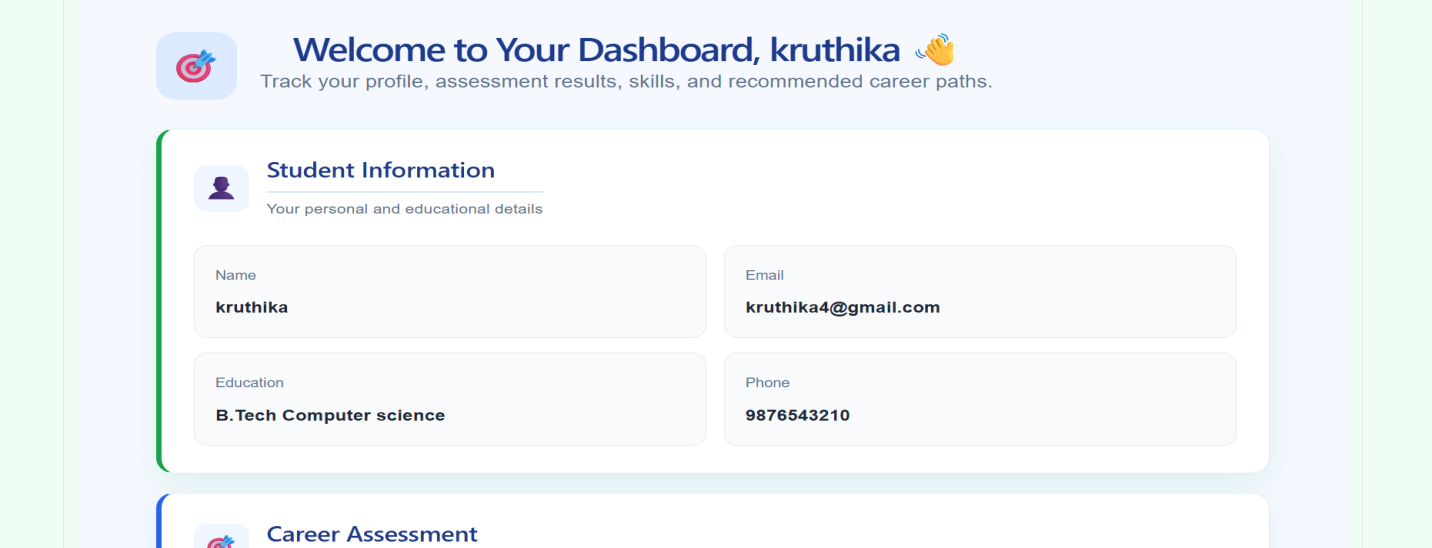 Welcome to Your Dashboard, kruthika 👋
Track your profile, assessment results, skills, and recommended career paths.
Student Information
Your personal and educational details
Name
kruthika
Email
kruthika4@gmail.com
Education
B.Tech Computer science
Phone
9876543210
Career Assessment